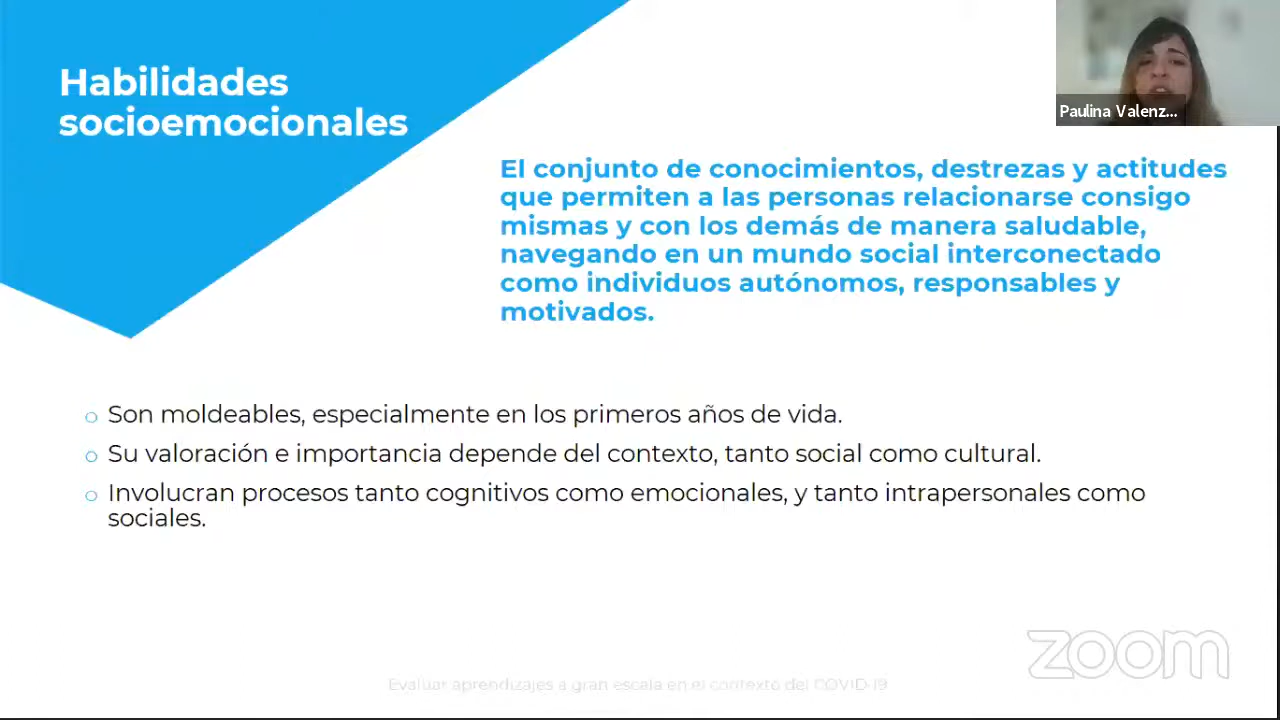 Habilidades
socioemocionales
Paulina Valenz...
El conjunto de conocimientos, destrezas y actitudes
que permiten a las personas relacionarse consigo
mismas y con los demás de manera saludable,
navegando en un mundo social interconectado
como individuos autónomos, responsables y
motivados.
o Son moldeables, especialmente en los primeros años de vida.
o Su valoración e importancia depende del contexto, tanto social como cultural.
o Involucran procesos tanto cognitivos como emocionales, y tanto intrapersonales como
sociales.
zoom
Evaluar aprendizajes a gran escala en el contexto del COVID-19